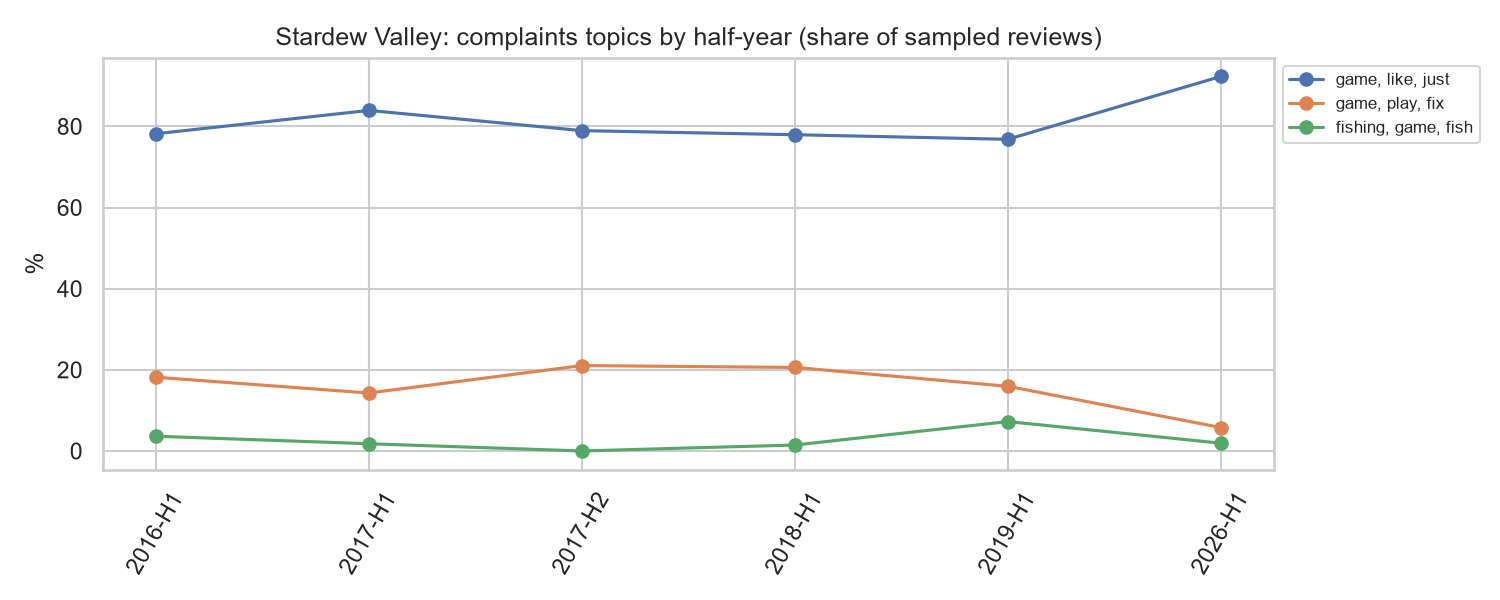 Stardew Valley: complaints topics by half-year (share of sampled reviews)
game, like, just
game, play, fix
fishing, game, fish
%
80
60
40
20
0
2016-H1
2017-H1
2017-H2
2018-H1
2019-H1
2026-H1